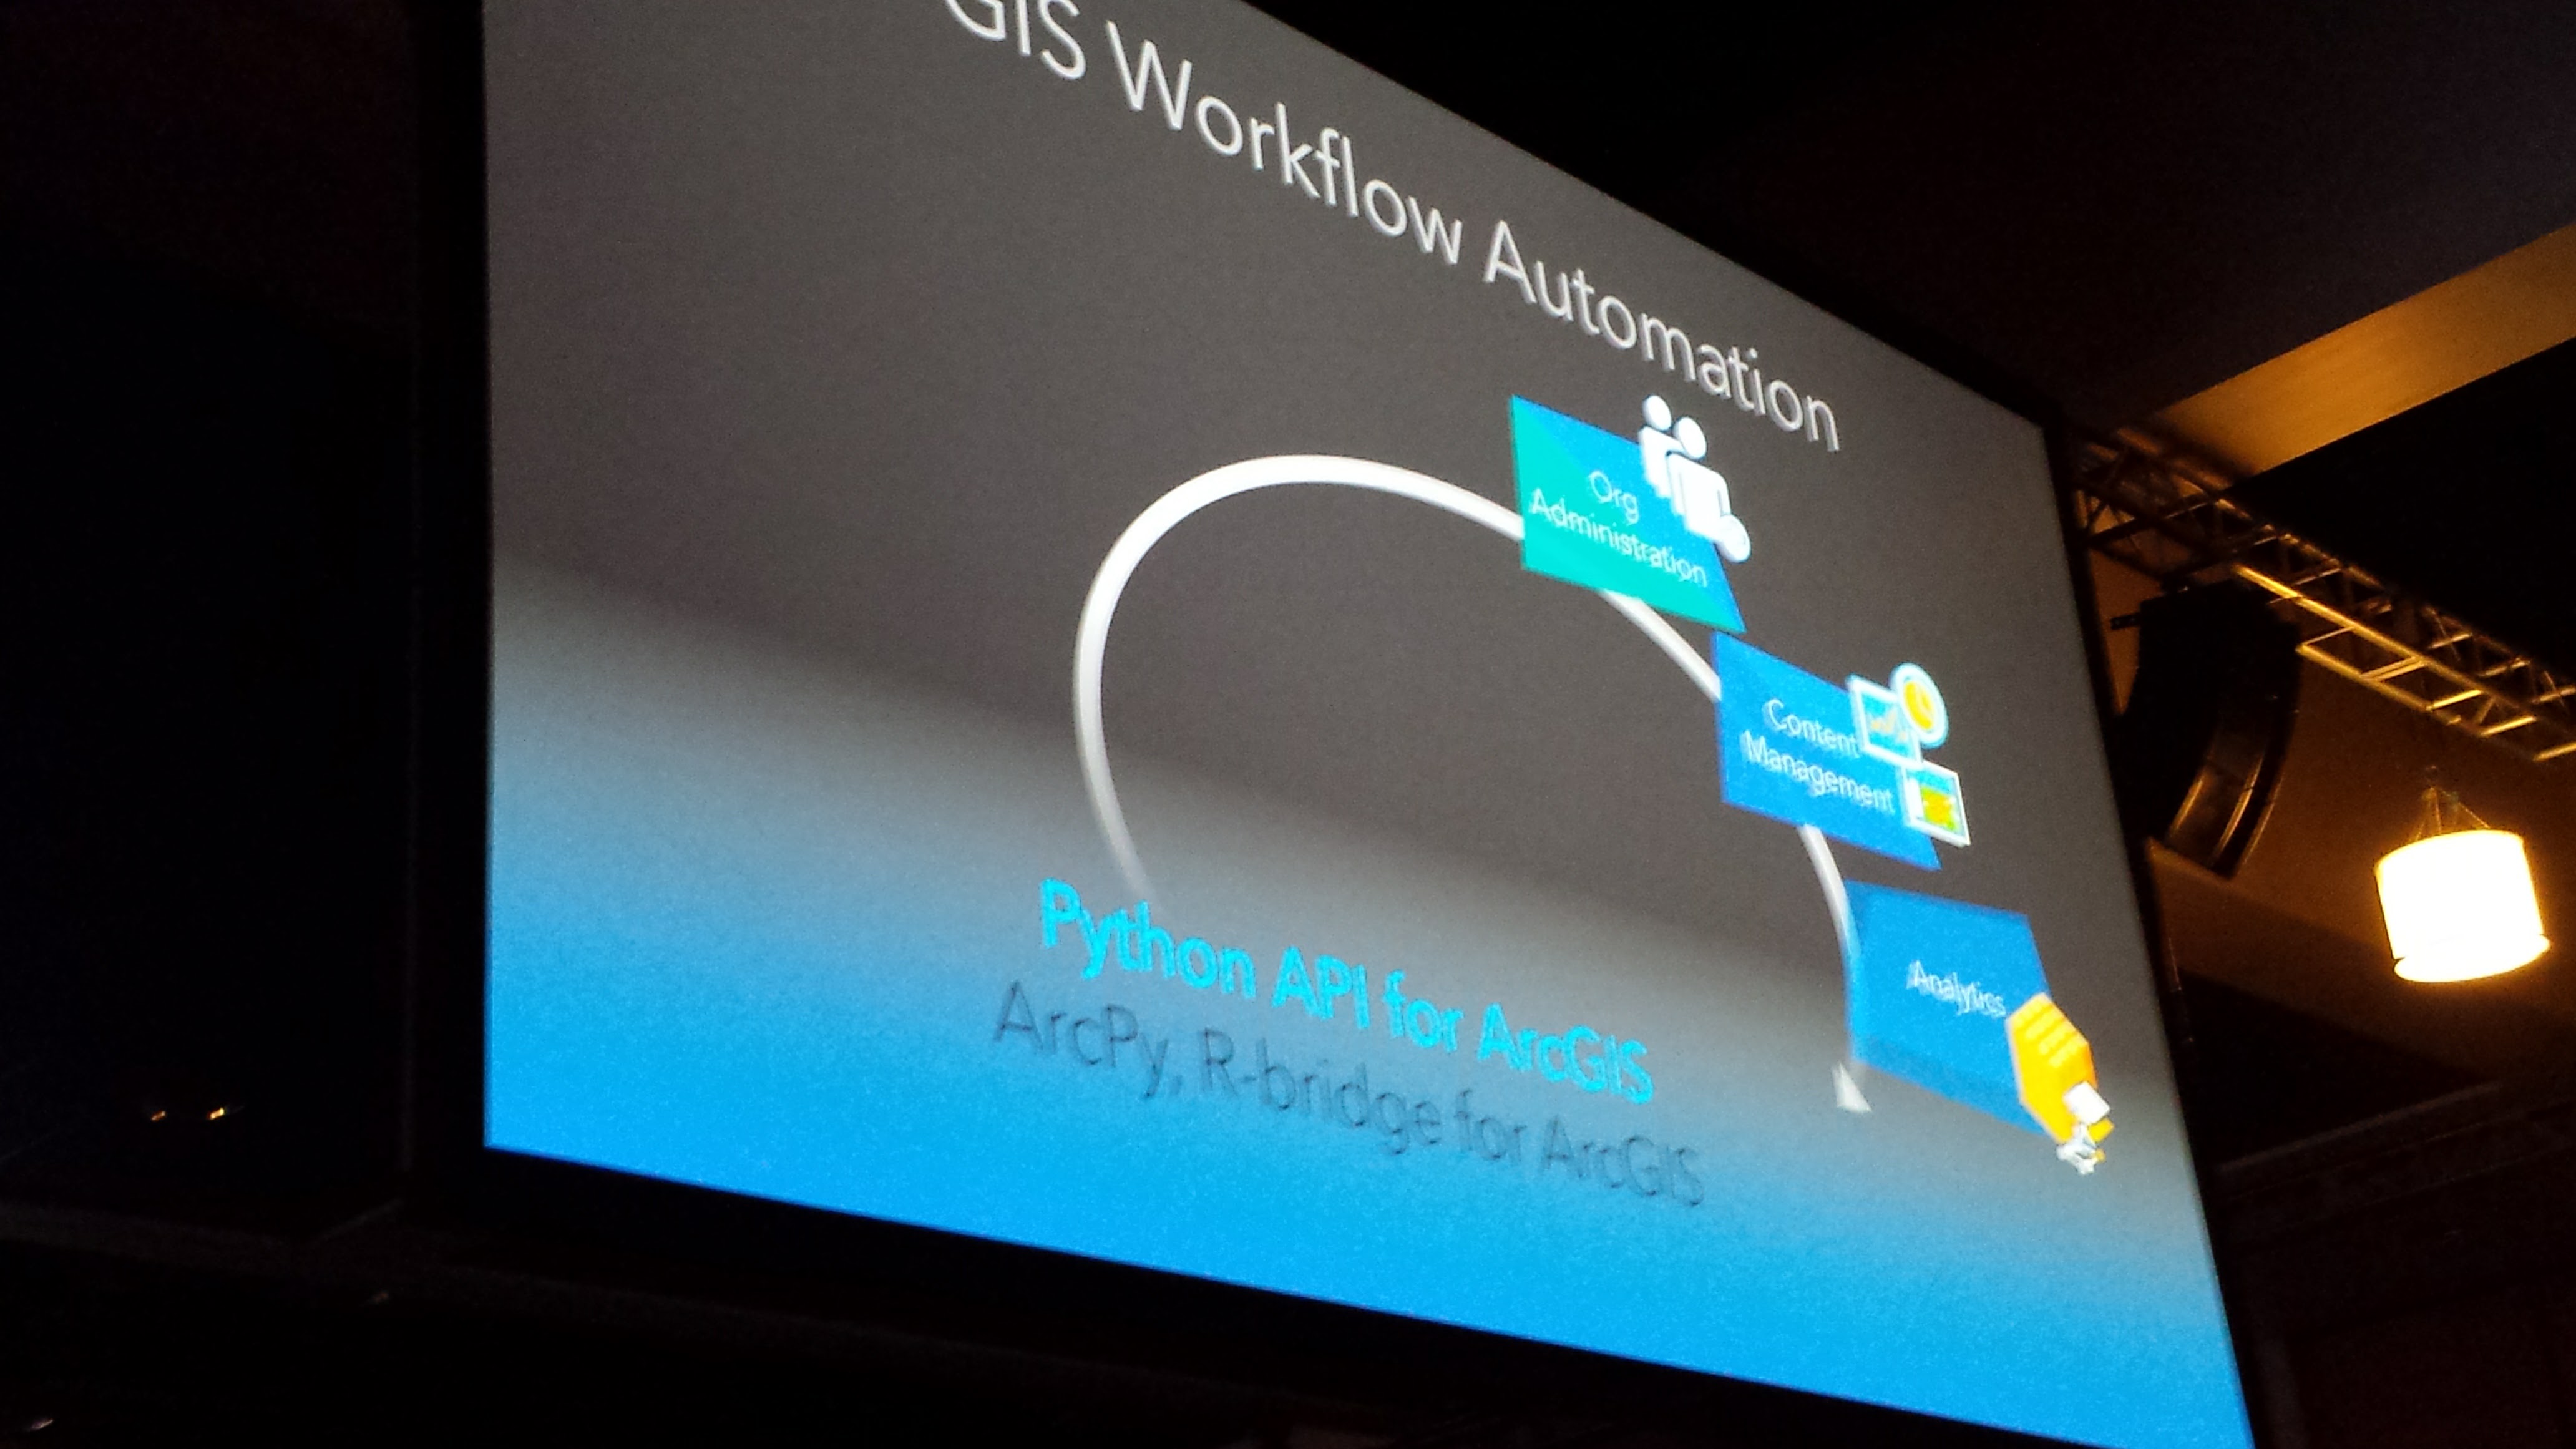 GIS Workflow Automation
Org
Administration
Content
Management
Analytics
Python API for ArcGIS
ArcPy, R-bridge for ArcGIS